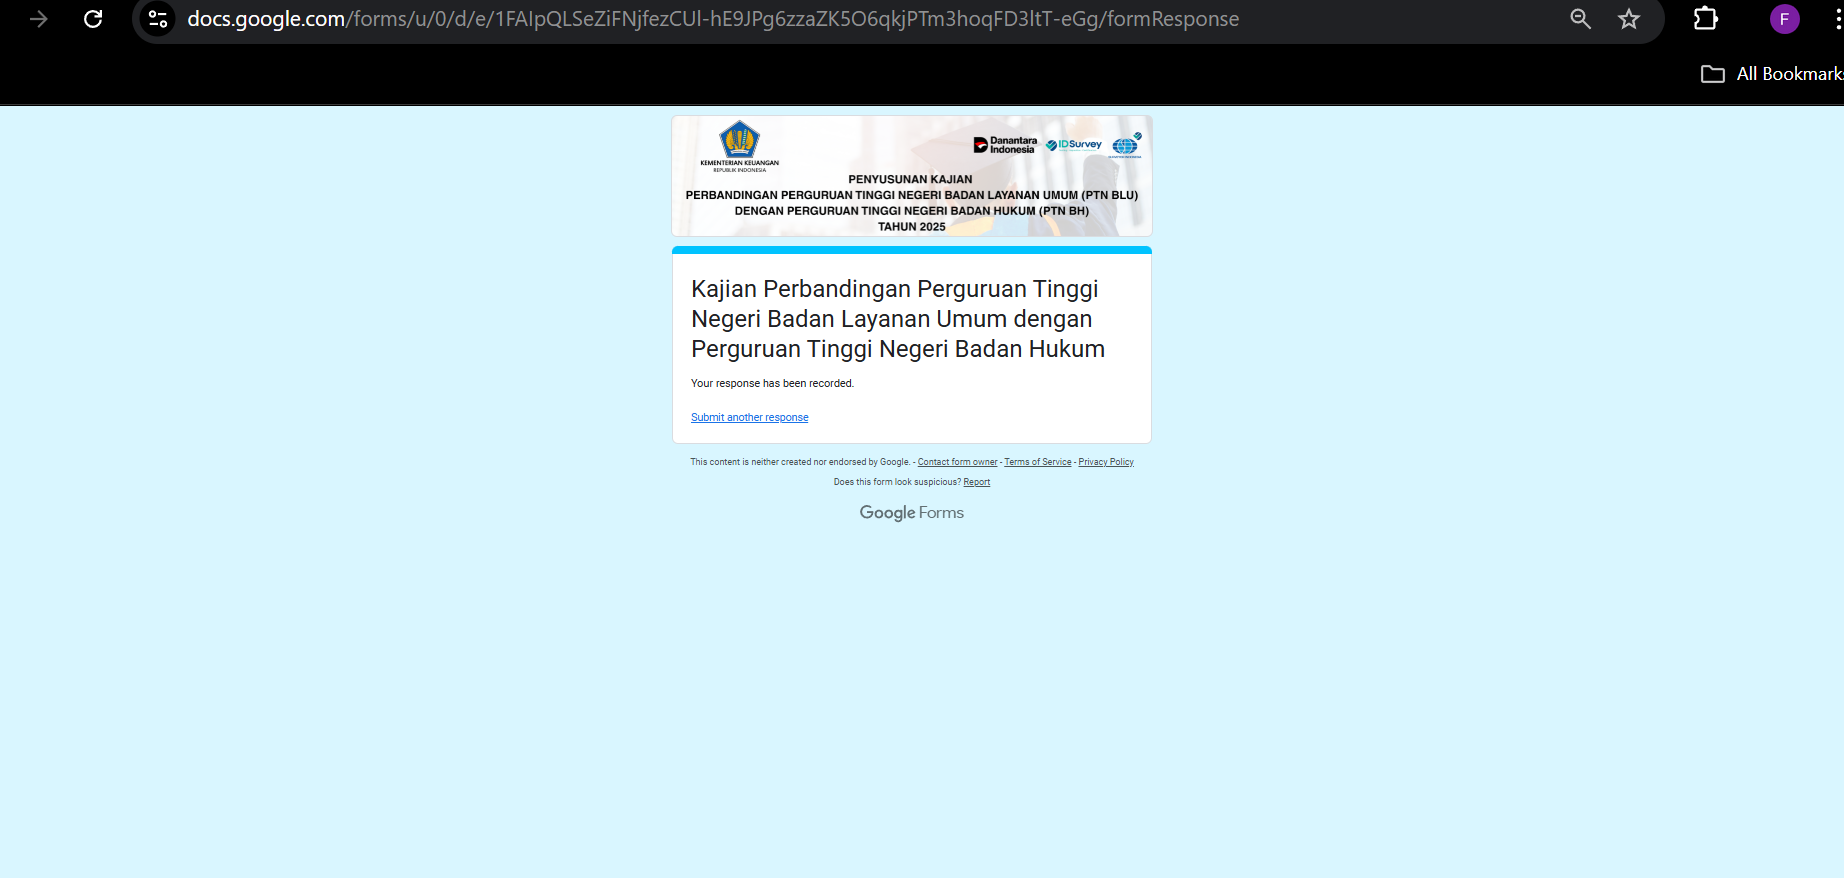 docs.google.com/forms/u/0/d/e/1FAIpQLSeZiFNjfezCUl-hE9JPg6zzaZK5O6qkjPTm3hoqFD3ltT-eGg/formResponse
F
All Bookmarks
KEMENTERIAN KEUANGAN
REPUBLIK INDONESIA
Danantara
Indonesia
IDSurvey
PENYUSUNAN KAJIAN
PERBANDINGAN PERGURUAN TINGGI NEGERI BADAN LAYANAN UMUM (PTN BLU)
DENGAN PERGURUAN TINGGI NEGERI BADAN HUKUM (PTN BH)
TAHUN 2025
Kajian Perbandingan Perguruan Tinggi
Negeri Badan Layanan Umum dengan
Perguruan Tinggi Negeri Badan Hukum
Your response has been recorded.
Submit another response
This content is neither created nor endorsed by Google. - Contact form owner - Terms of Service - Privacy Policy
Does this form look suspicious? Report
Google Forms